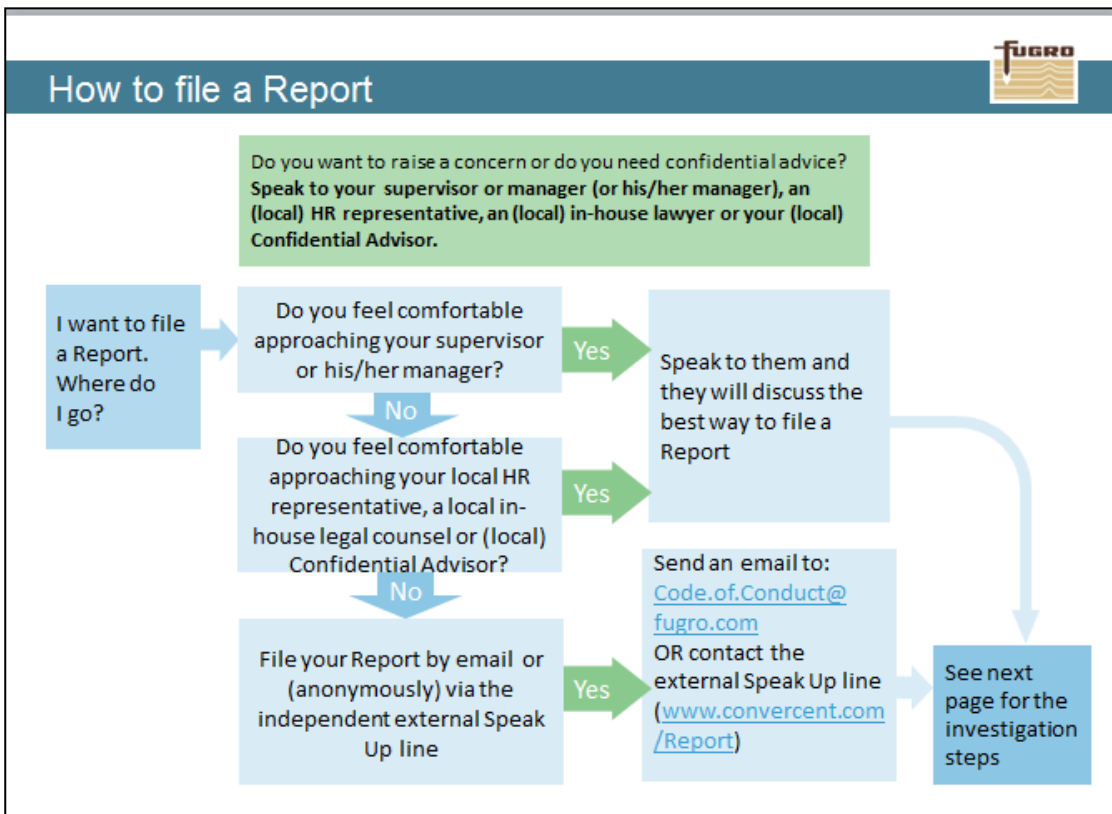 fugro
How to file a Report
Do you want to raise a concern or do you need confidential advice?
Speak to your supervisor or manager (or his/her manager), an
(local) HR representative, an (local) in-house lawyer or your (local)
Confidential Advisor.
I want to file
a Report.
Where do
I go?
Do you feel comfortable
approaching your supervisor
or his/her manager?
Yes
Speak to them and
they will discuss the
best way to file a
Report
No
Do you feel comfortable
approaching your local HR
representative, a local in-
house legal counsel or (local)
Confidential Advisor?
Yes
No
File your Report by email or
(anonymously) via the
independent external Speak
Up line
Yes
Send an email to:
Code.of.Conduct@
fugro.com
OR contact the
external Speak Up line
(www.convercent.com
/Report)
See next
page for the
investigation
steps